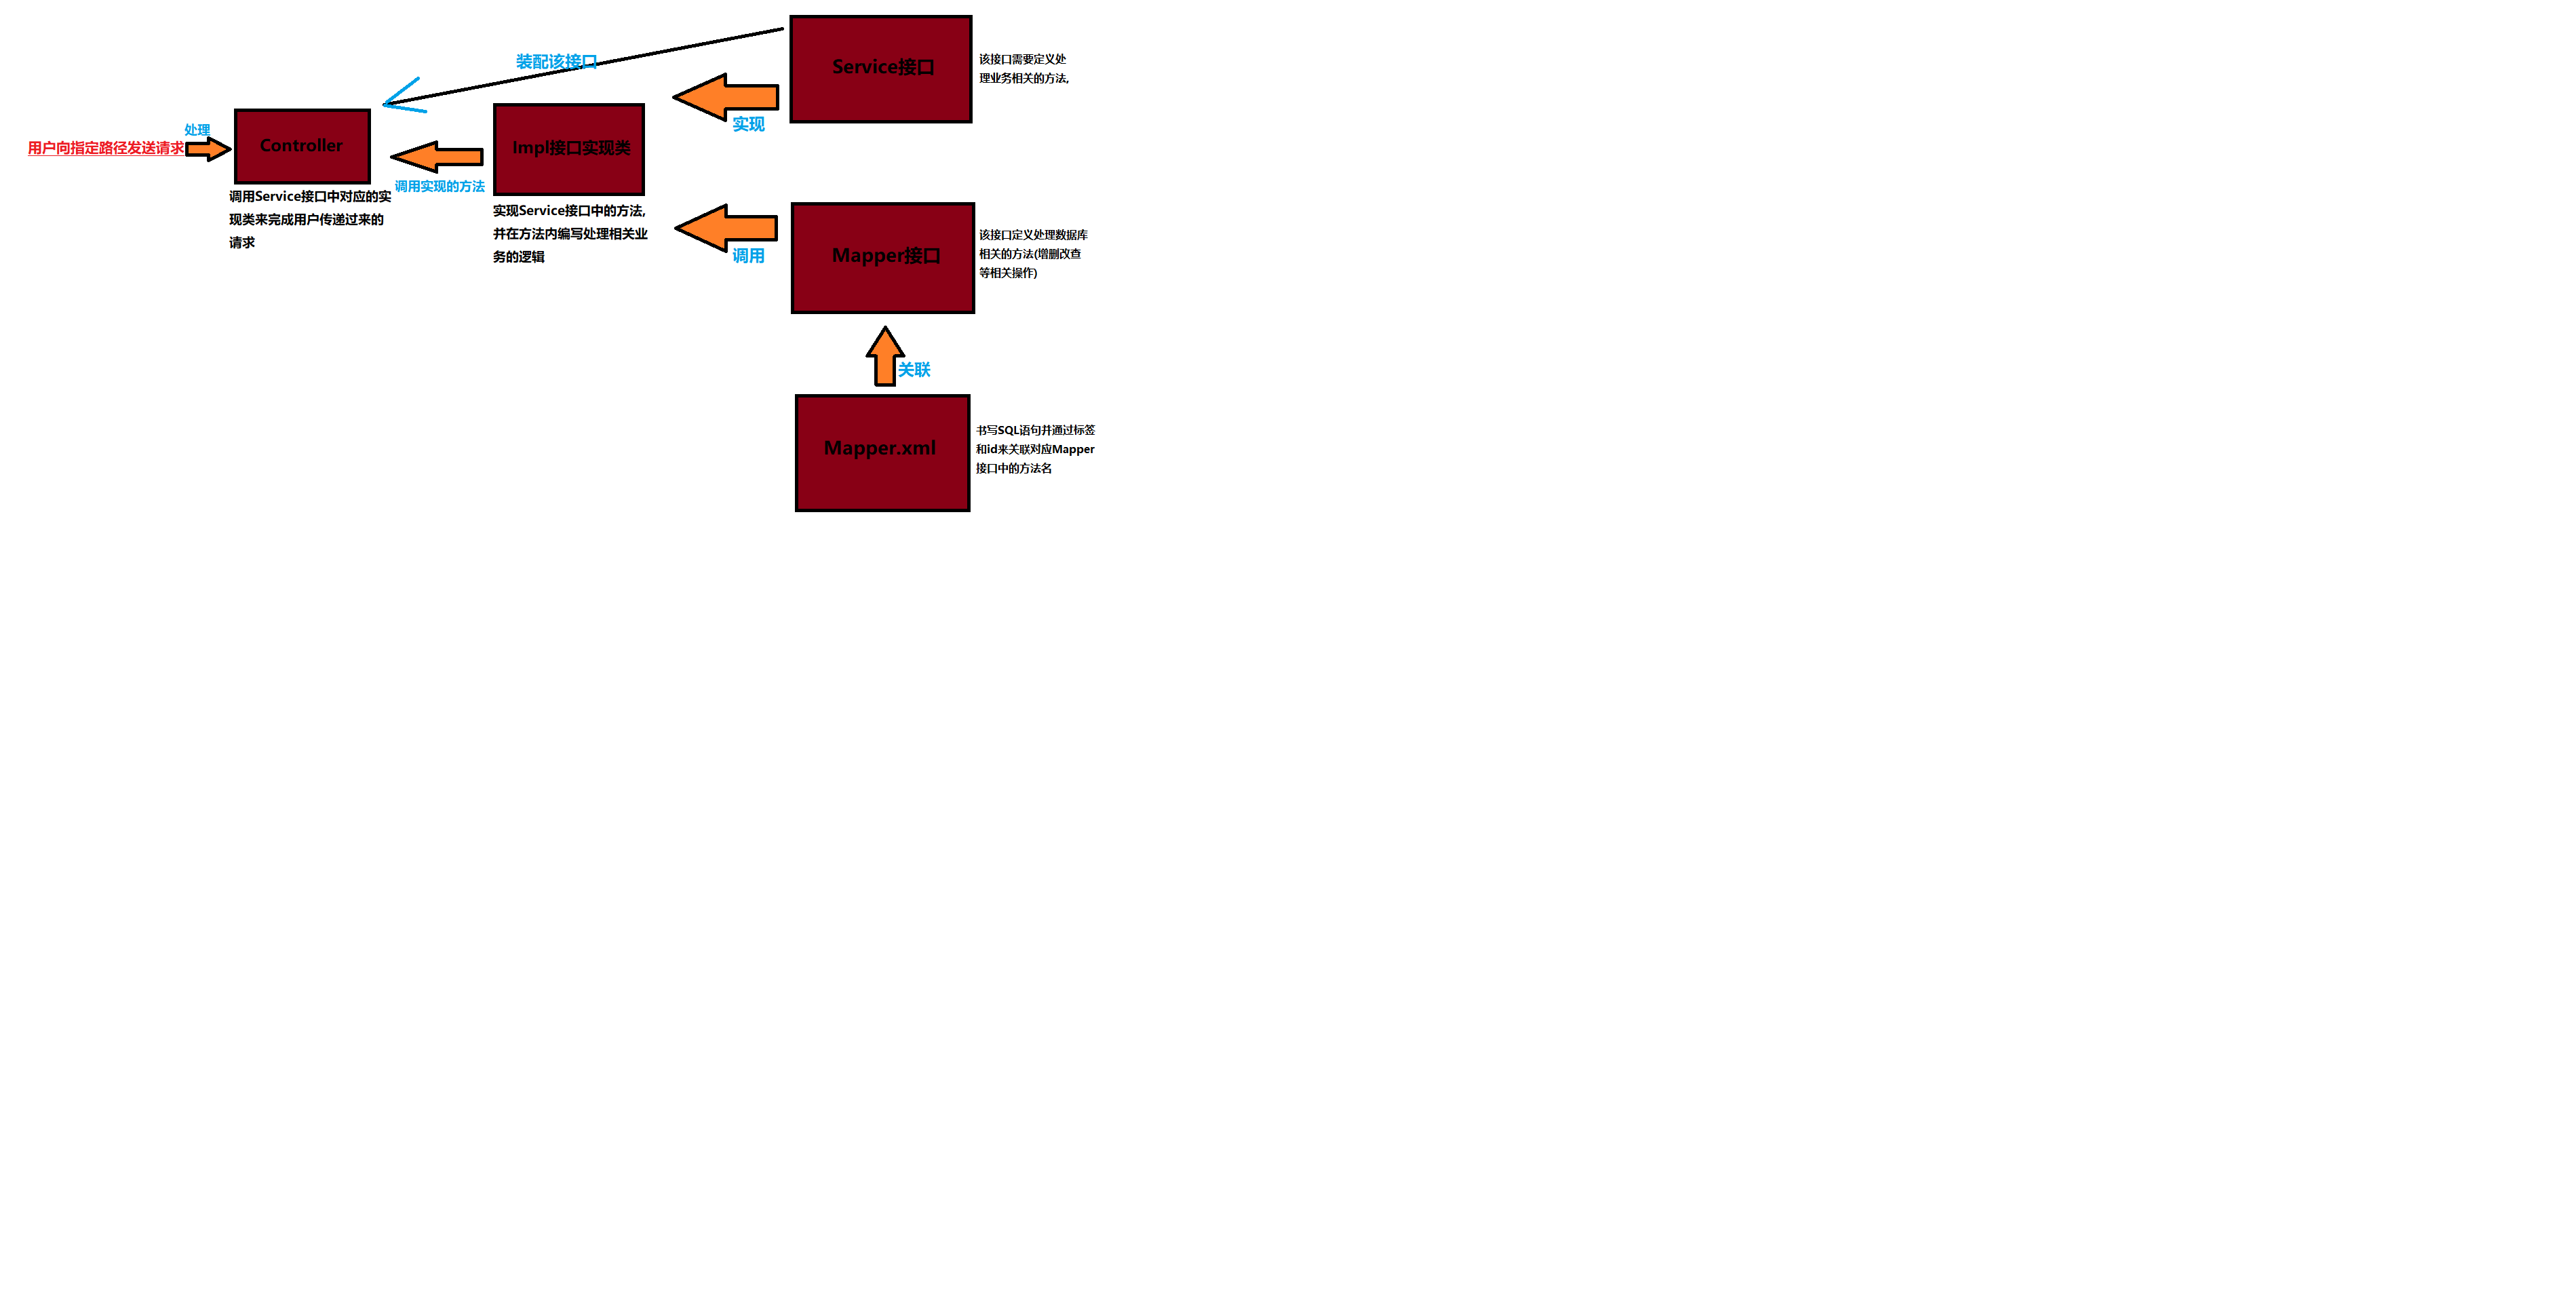 用户向指定路径发送请求
处理
Controller
调用Service接口中对应的实
现类来完成用户传递过来的
请求
装配该接口
调用实现的方法
Impl接口实现类
实现Service接口中的方法,
并在方法内编写处理相关业
务的逻辑
实现
Service接口
该接口需要定义处
理业务相关的方法,
调用
Mapper接口
该接口定义处理数据库
相关的方法(增删改查
等相关操作)
关联
Mapper.xml
书写SQL语句并通过标签
和id来关联对应Mapper
接口中的方法名